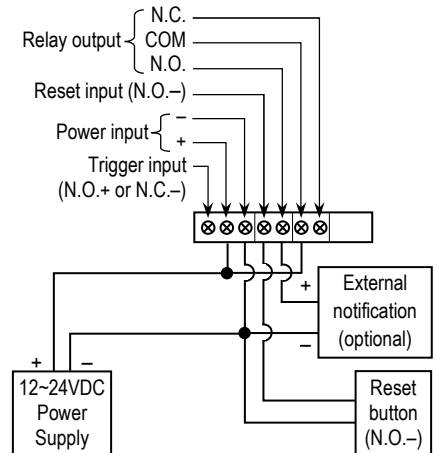 N.C.
Relay output
COM
N.O.
Reset input (N.O.–)
Power input
–
+
Trigger input
(N.O.+ or N.C.–)
+
External
notification
(optional)
–
+ –
12~24VDC
Power
Supply
Reset
button
(N.O.–)